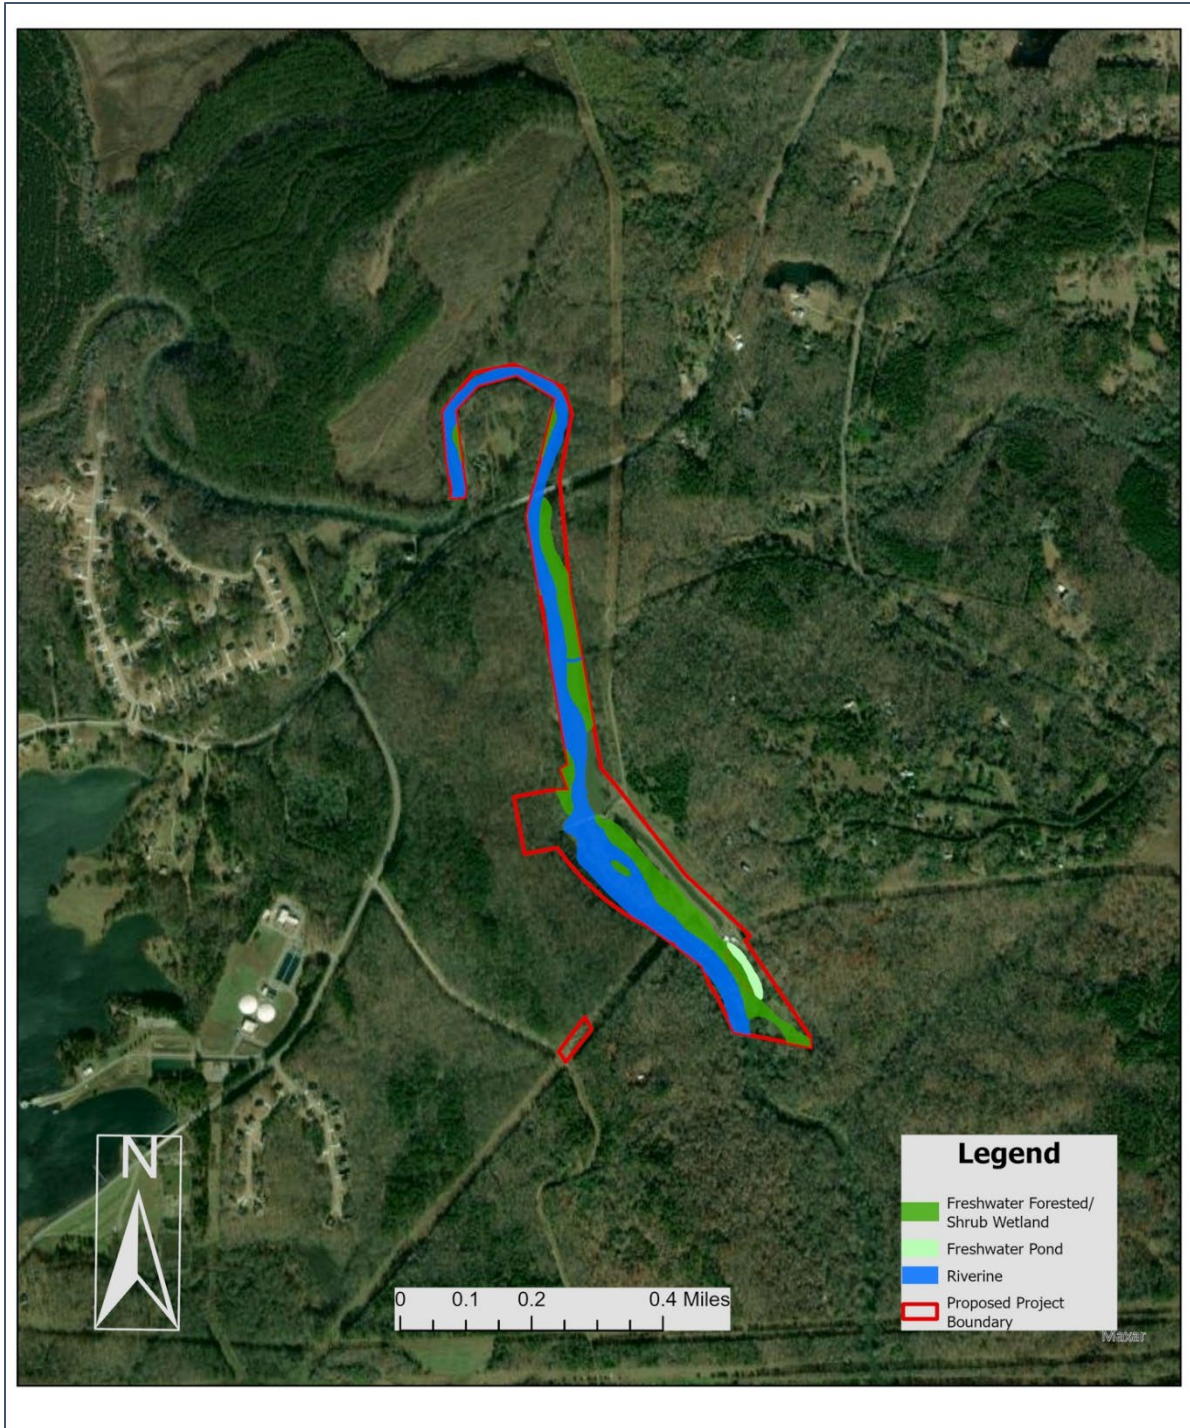 N
0 0.1 0.2 0.4 Miles
Legend
Freshwater Forested/
Shrub Wetland
Freshwater Pond
Riverine
Proposed Project
Boundary
Maxar